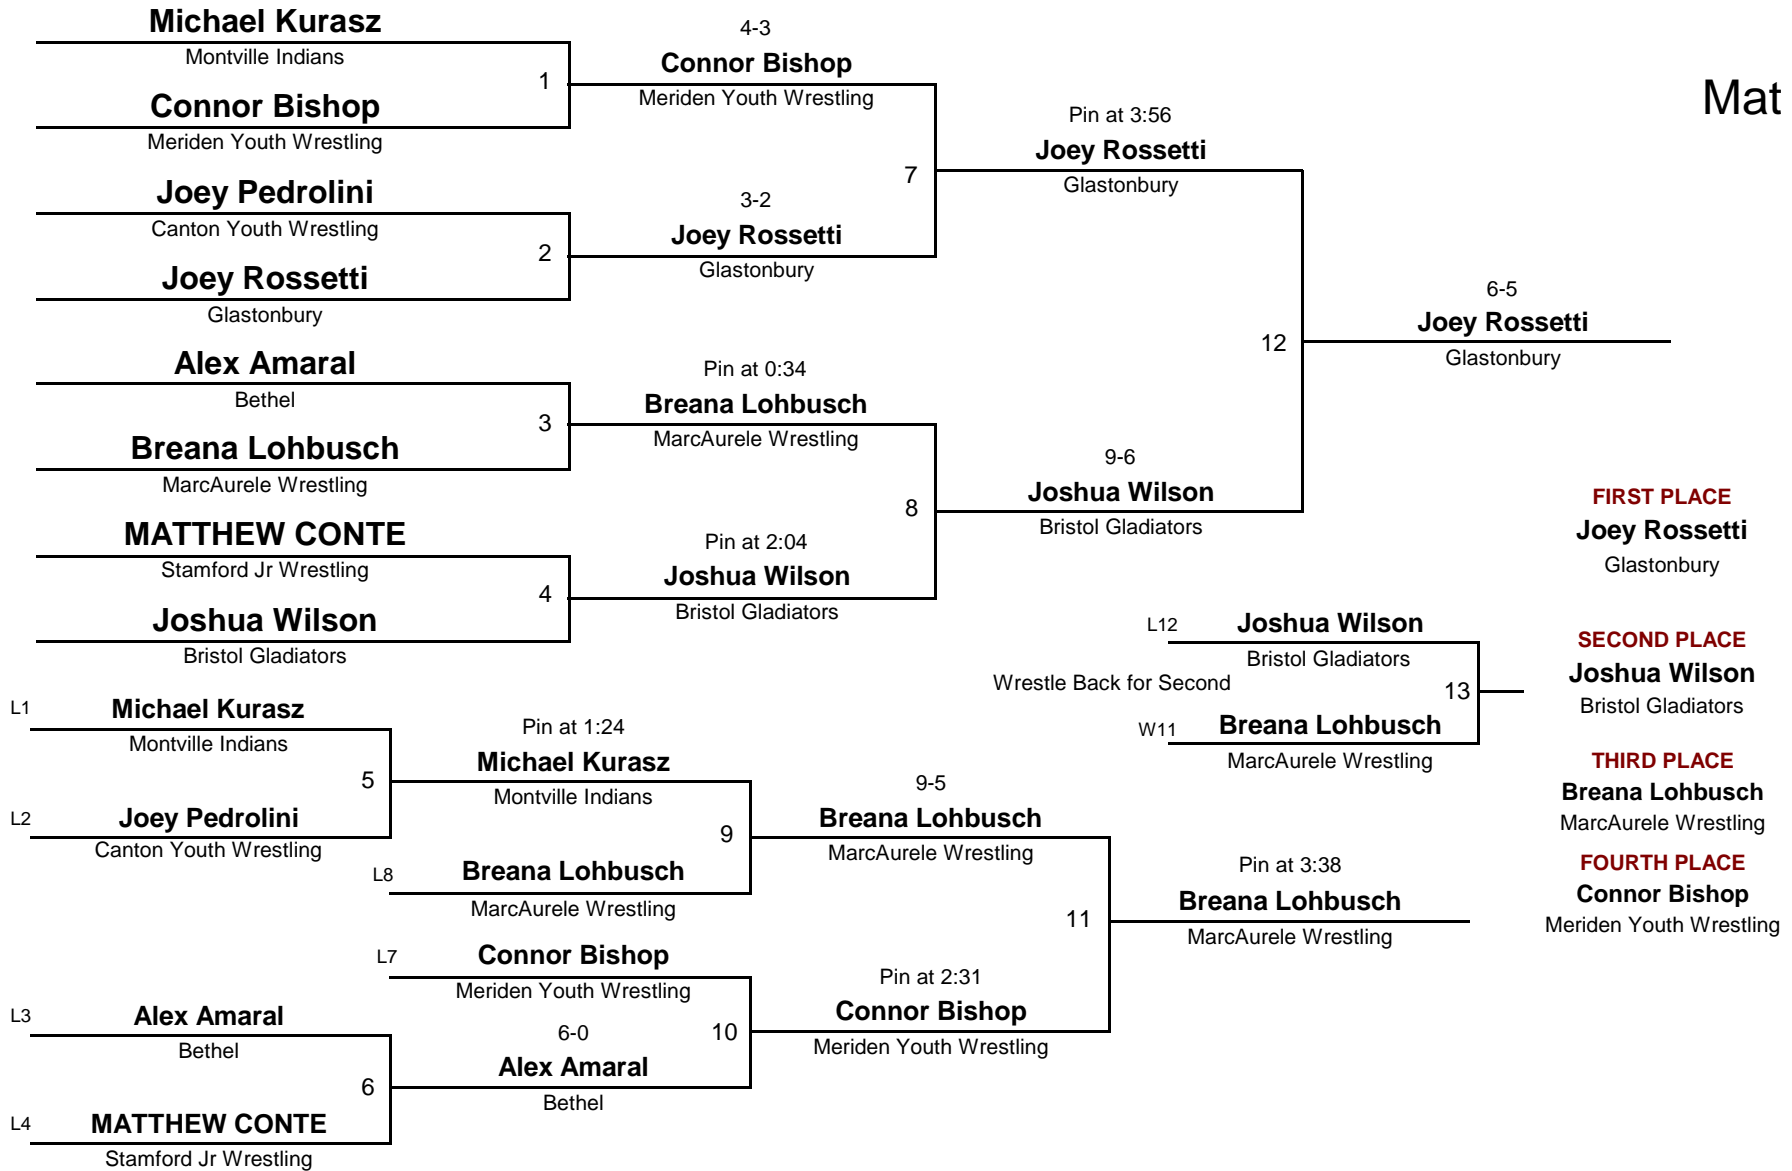 Michael Kurasz
Montville Indians
1
Connor Bishop
Meriden Youth Wrestling
Joey Pedrolini
Canton Youth Wrestling
2
Joey Rossetti
Glastonbury
Alex Amaral
Bethel
3
Breana Lohbusch
MarcAurele Wrestling
MATTHEW CONTE
Stamford Jr Wrestling
4
Joshua Wilson
Bristol Gladiators
4-3
Connor Bishop
Meriden Youth Wrestling
7
3-2
Joey Rossetti
Glastonbury
Pin at 0:34
Breana Lohbusch
MarcAurele Wrestling
8
Pin at 2:04
Joshua Wilson
Bristol Gladiators
Pin at 3:56
Joey Rossetti
Glastonbury
12
9-6
Joshua Wilson
Bristol Gladiators
6-5
Joey Rossetti
Glastonbury
Mat
L12 Joshua Wilson
Bristol Gladiators
Wrestle Back for Second
13
W11 Breana Lohbusch
MarcAurele Wrestling
FIRST PLACE
Joey Rossetti
Glastonbury
SECOND PLACE
Joshua Wilson
Bristol Gladiators
THIRD PLACE
Breana Lohbusch
MarcAurele Wrestling
FOURTH PLACE
Connor Bishop
Meriden Youth Wrestling
L1 Michael Kurasz
Montville Indians
5
L2 Joey Pedrolini
Canton Youth Wrestling
Pin at 1:24
Michael Kurasz
Montville Indians
9
L8 Breana Lohbusch
MarcAurele Wrestling
L7 Connor Bishop
Meriden Youth Wrestling
10
6-0
Alex Amaral
Bethel
L3 Alex Amaral
Bethel
6
L4 MATTHEW CONTE
Stamford Jr Wrestling
9-5
Breana Lohbusch
MarcAurele Wrestling
11
Pin at 2:31
Connor Bishop
Meriden Youth Wrestling
Pin at 3:38
Breana Lohbusch
MarcAurele Wrestling